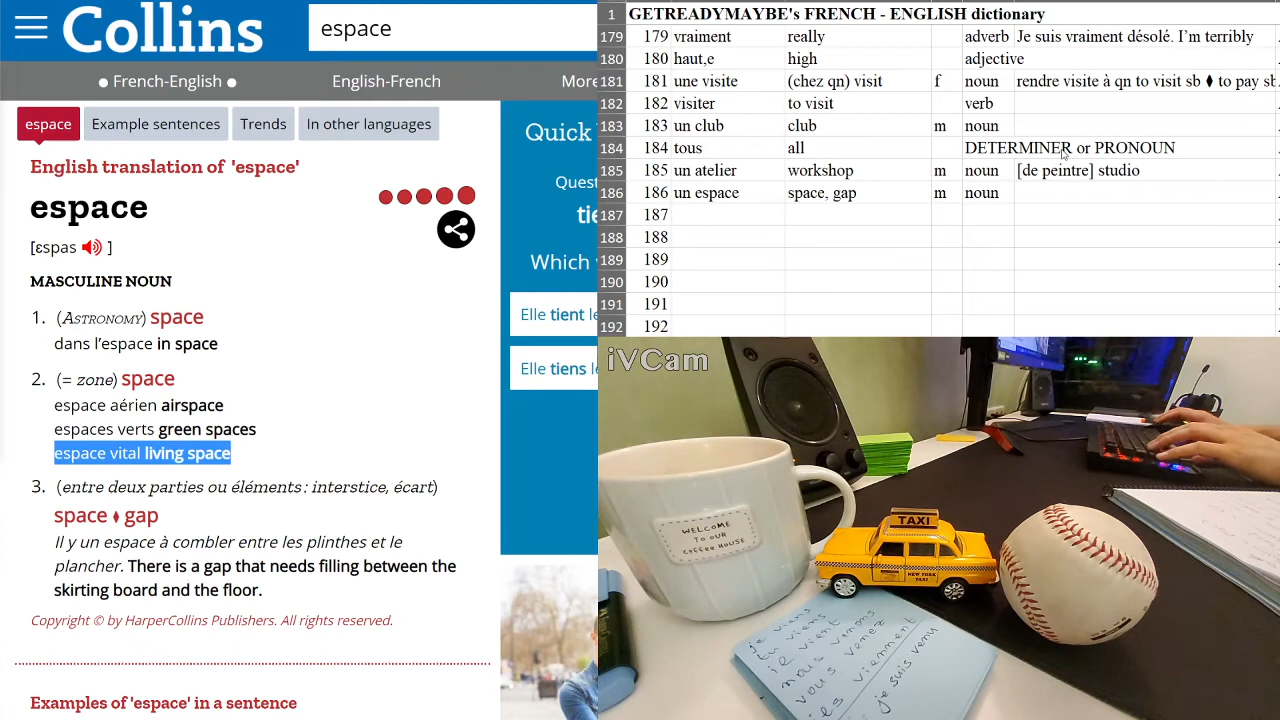 Collins
espace
● French-English ●
English-French
More
espace
Example sentences
Trends
In other languages
English translation of 'espace'
espace
[ɛspas ]
MASCULINE NOUN
1. (ASTRONOMY) space
dans l'espace in space
2. (= zone) space
espace aérien airspace
espaces verts green spaces
espace vital living space
3. (entre deux parties ou éléments : interstice, écart)
space ♦ gap
Il y un espace à combler entre les plinthes et le
plancher. There is a gap that needs filling between the
skirting board and the floor.
Copyright © by HarperCollins Publishers. All rights reserved.
Examples of 'espace' in a sentence
Quick
Quest
tie
Which
Elle tient le
Elle tiens le
1 GETREADYMAYBE's FRENCH - ENGLISH dictionary
179 179 vraiment really adverb Je suis vraiment désolé. I'm terribly
180 180 haut,e high adjective
181 181 une visite (chez qn) visit f noun rendre visite à qn to visit sb ♦ to pay sb
182 182 visiter to visit verb
183 183 un club club m noun
184 184 tous all DETERMINER or PRONOUN
185 185 un atelier workshop m noun [de peintre] studio
186 186 un espace space, gap m noun
187 187
188 188
189 189
190 190
191 191
192 192
iVCam
WELCOME
TO OUR
COFFEE HOUSE
TAXI
NEW YORK
TAXI
je viens
tu viens
il vient
nous venons
vous venez
viennent
je suis venu